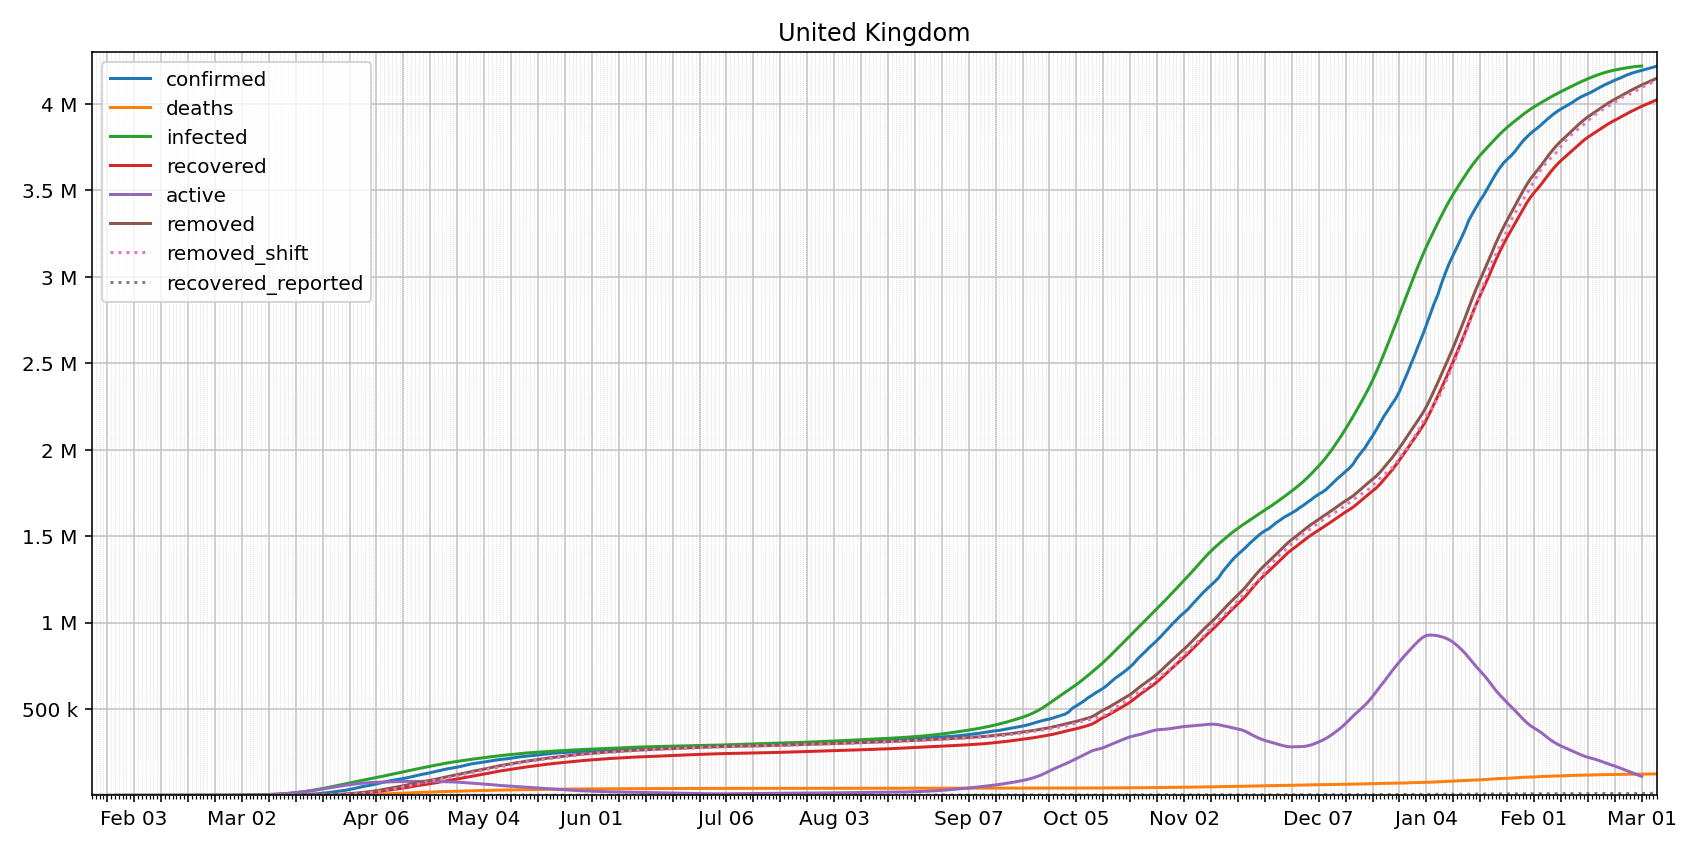 United Kingdom
confirmed
deaths
infected
recovered
active
removed
removed_shift
recovered_reported
4 M
3.5 M
3 M
2.5 M
2 M
1.5 M
1 M
500 k
Feb 03 Mar 02 Apr 06 May 04 Jun 01 Jul 06 Aug 03 Sep 07 Oct 05 Nov 02 Dec 07 Jan 04 Feb 01 Mar 01